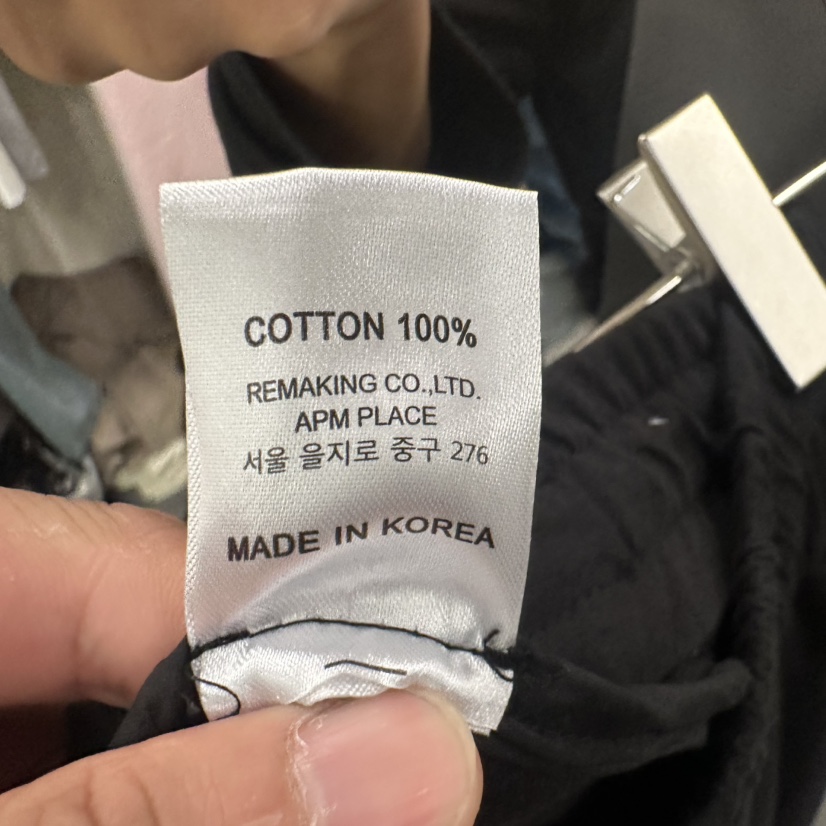 COTTON 100%
REMAKING CO.,LTD.
APM PLACE
서울 을지로 중구 276
MADE IN KOREA